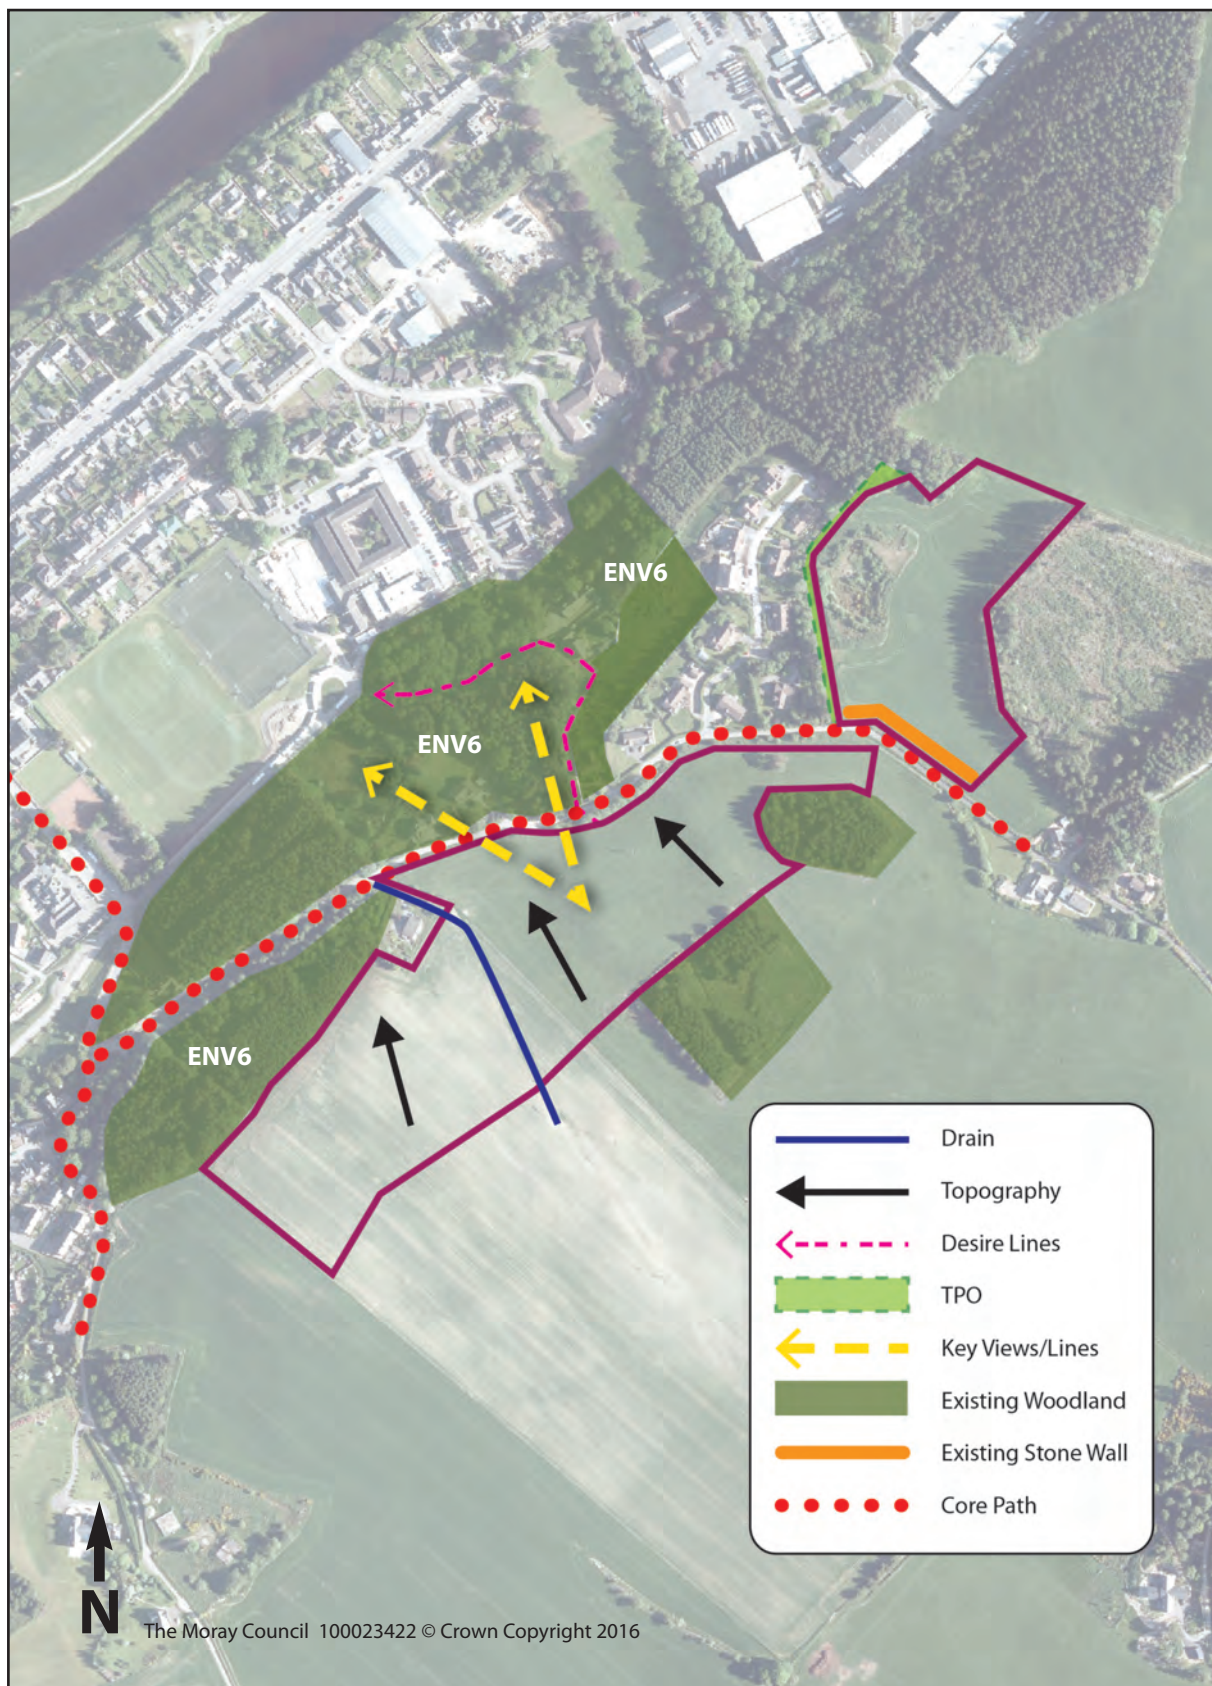 ENV6
ENV6
ENV6
Drain
Topography
Desire Lines
TPO
Key Views/Lines
Existing Woodland
Existing Stone Wall
Core Path
N
The Moray Council 100023422 © Crown Copyright 2016